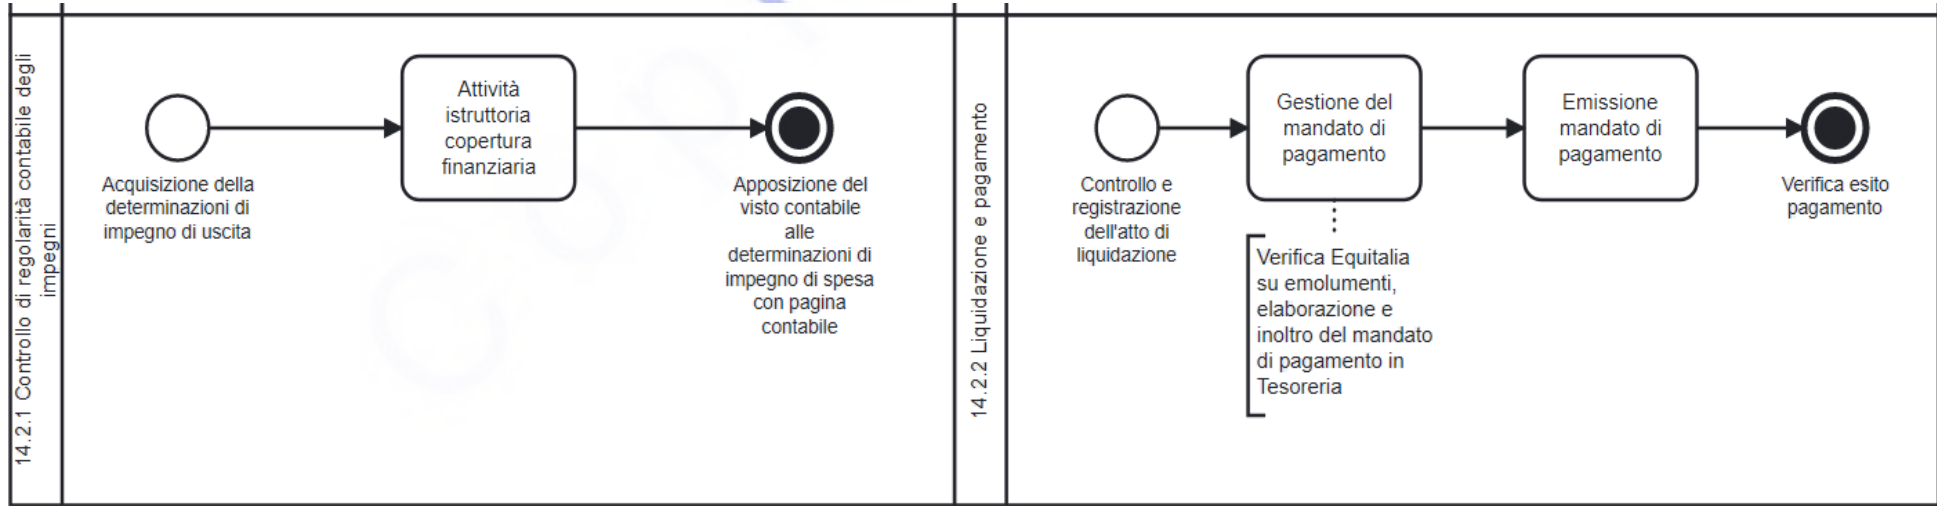 14.2.1 Controllo di regolarità contabile degli
impegni
Acquisizione della
determinazioni di
impegno di uscita
Attività
istruttoria
copertura
finanziaria
Apposizione del
visto contabile
alle
determinazioni di
impegno di spesa
con pagina
contabile
14.2.2 Liquidazione e pagamento
Controllo e
registrazione
dell'atto di
liquidazione
Gestione del
mandato di
pagamento
Verifica Equitalia
su emolumenti,
elaborazione e
inoltro del mandato
di pagamento in
Tesoreria
Emissione
mandato di
pagamento
Verifica esito
pagamento